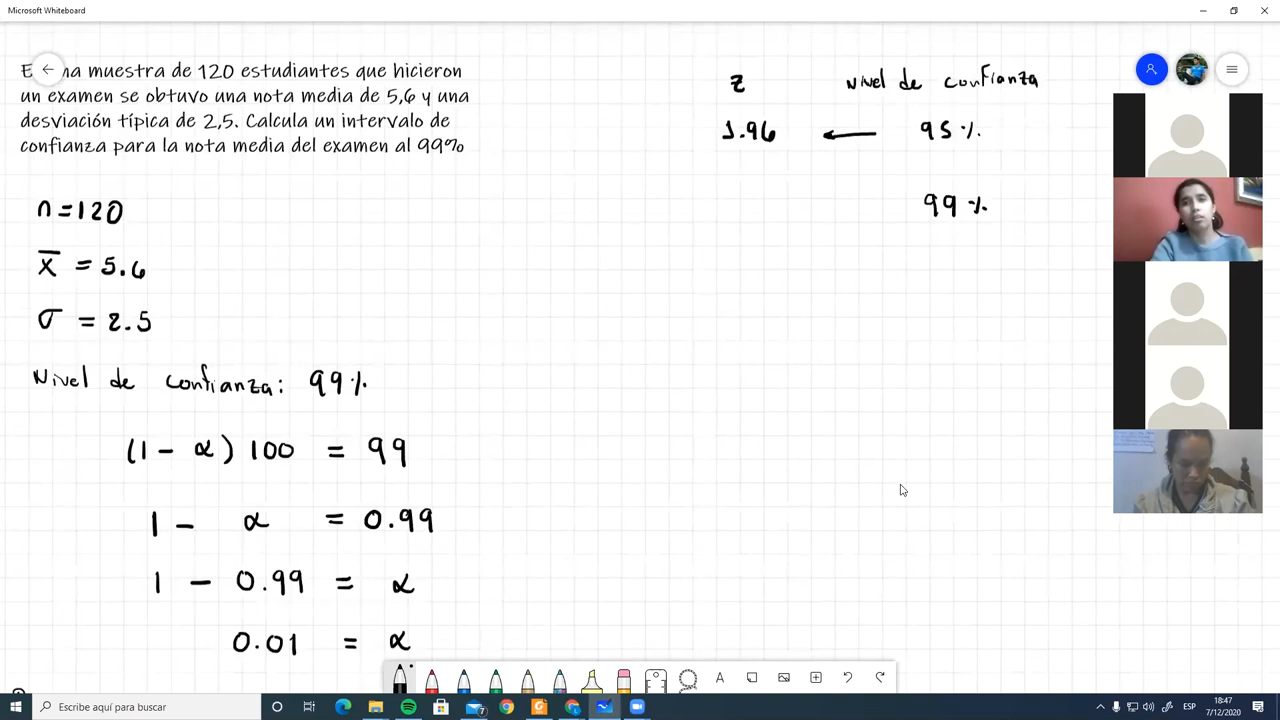 Microsoft Whiteboard
E na muestra de 120 estudiantes que hicieron
un examen se obtuvo una nota media de 5,6 y una
desviación típica de 2,5. Calcula un intervalo de
confianza para la nota media del examen al 99%
n=120
x̄ = 5.6
σ = 2.5
Nivel de confianza: 99%
(1 - α) 100 = 99
1 - α = 0.99
1 - 0.99 = α
0.01 = α
z Nivel de confianza
1.96 ← 95%
99%
Escribe aquí para buscar
7
ESP
18:47
7/12/2020